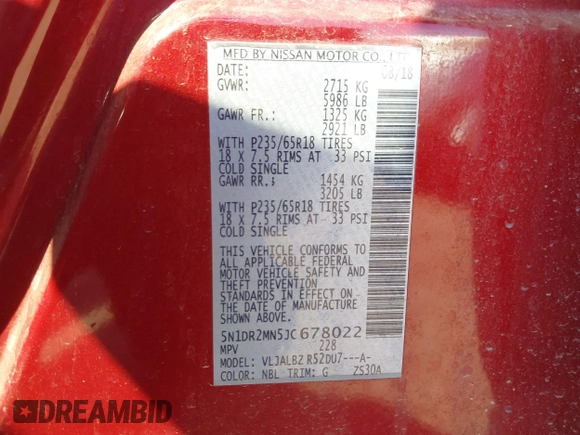 MFD BY NISSAN MOTOR CO., LTD.
DATE: 08/18
GVWR: 2715 KG
5986 LB
GAWR FR.: 1325 KG
2921 LB
WITH P235/65R18 TIRES
18 X 7.5 RIMS AT 33 PSI
COLD SINGLE
GAWR RR.: 1454 KG
3205 LB
WITH P235/65R18 TIRES
18 X 7.5 RIMS AT 33 PSI
COLD SINGLE
THIS VEHICLE CONFORMS TO
ALL APPLICABLE FEDERAL
MOTOR VEHICLE SAFETY AND
THEFT PREVENTION
STANDARDS IN EFFECT ON
THE DATE OF MANUFACTURE
SHOWN ABOVE.
5N1DR2MN5JC678022
MPV 228
MODEL: VL3ALB2 R52DU7---A-
COLOR: NBL TRIM: G ZS30A
DREAMBID